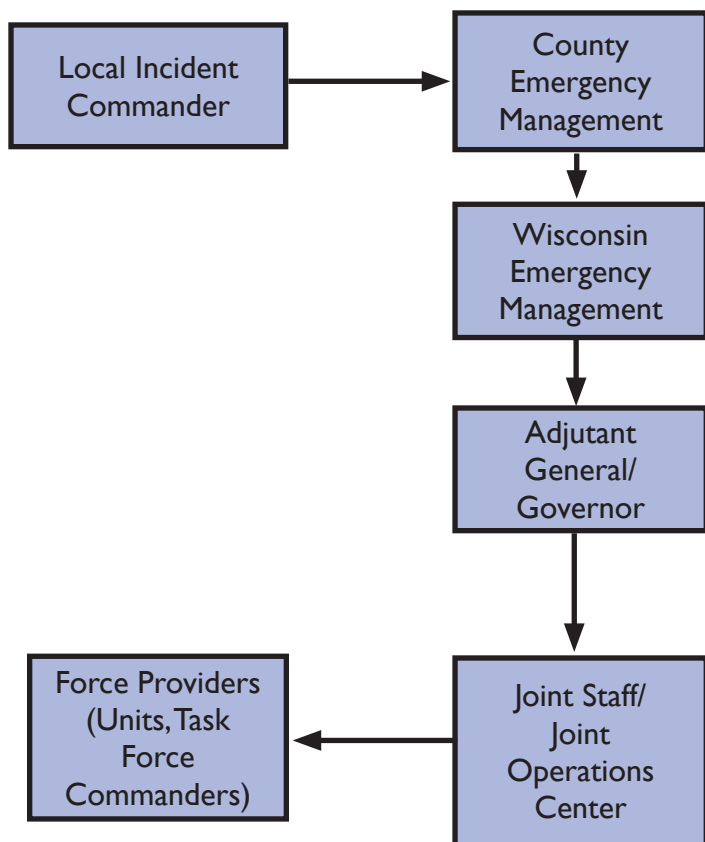 Local Incident
Commander
County
Emergency
Management
Wisconsin
Emergency
Management
Adjutant
General/
Governor
Joint Staff/
Joint
Operations
Center
Force Providers
(Units, Task
Force
Commanders)